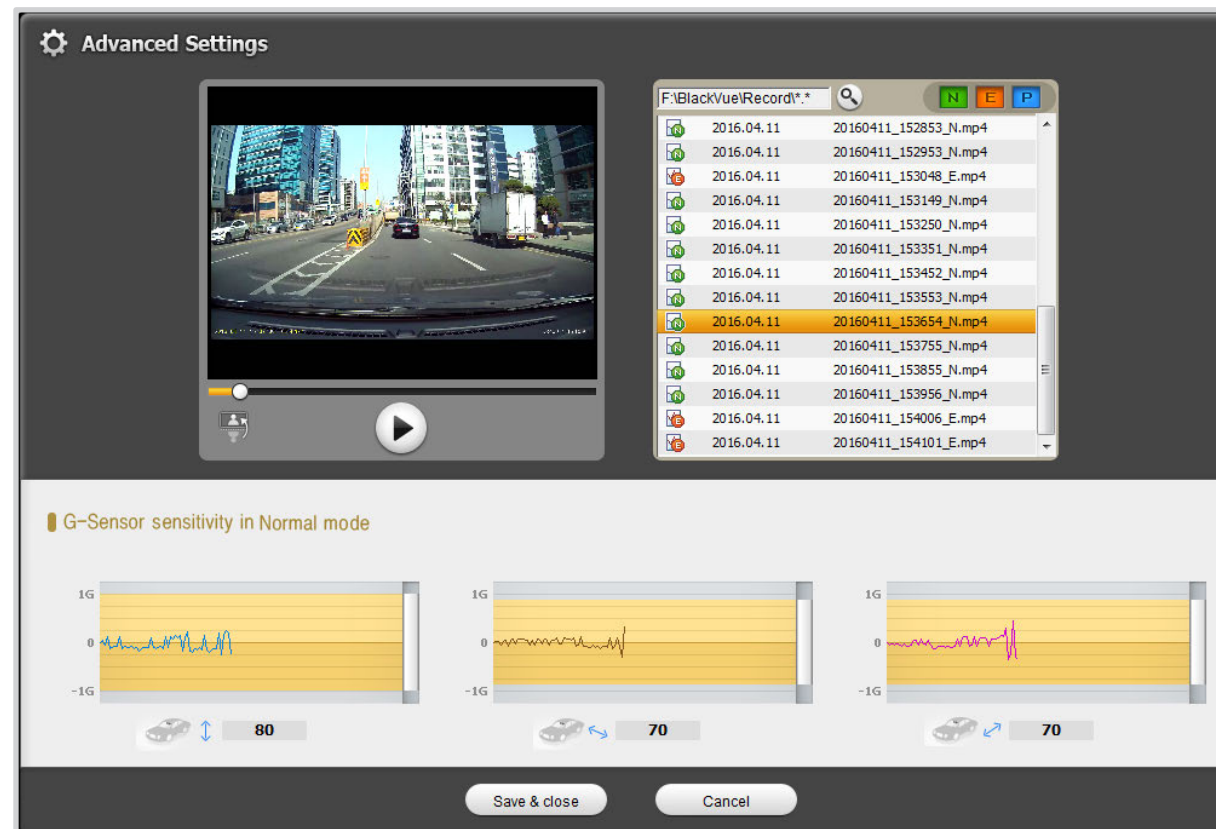 Advanced Settings
F:\BlackVue\Record\*.*
N E P
2016.04.11 20160411_152853_N.mp4
2016.04.11 20160411_152953_N.mp4
2016.04.11 20160411_153048_E.mp4
2016.04.11 20160411_153149_N.mp4
2016.04.11 20160411_153250_N.mp4
2016.04.11 20160411_153351_N.mp4
2016.04.11 20160411_153452_N.mp4
2016.04.11 20160411_153553_N.mp4
2016.04.11 20160411_153654_N.mp4
2016.04.11 20160411_153755_N.mp4
2016.04.11 20160411_153855_N.mp4
2016.04.11 20160411_153956_N.mp4
2016.04.11 20160411_154006_E.mp4
2016.04.11 20160411_154101_E.mp4
G-Sensor sensitivity in Normal mode
1G
0
-1G
80
1G
0
-1G
70
1G
0
-1G
70
Save & close
Cancel